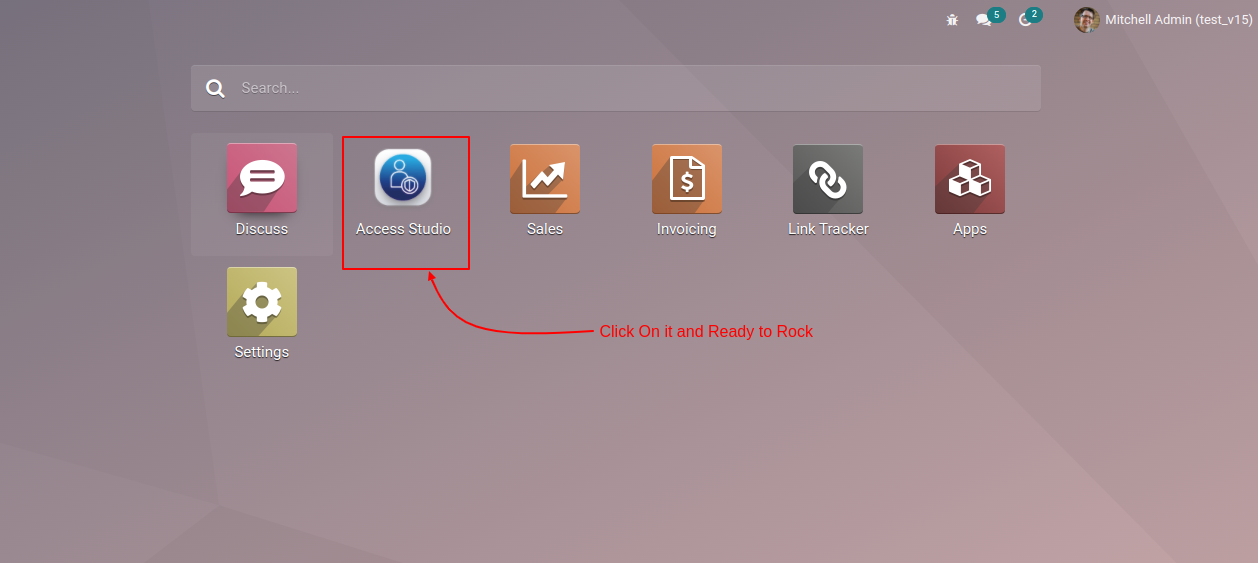 5
2
Mitchell Admin (test_v15)
Search...
Discuss
Access Studio
Sales
Invoicing
Link Tracker
Apps
Settings
Click On it and Ready to Rock